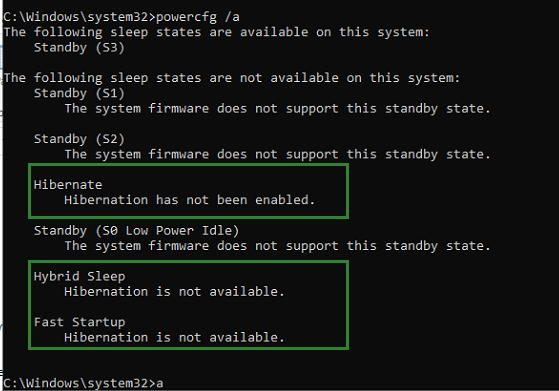 C:\Windows\system32>powercfg /a
The following sleep states are available on this system:
Standby (S3)
The following sleep states are not available on this system:
Standby (S1)
The system firmware does not support this standby state.
Standby (S2)
The system firmware does not support this standby state.
Hibernate
Hibernation has not been enabled.
Standby (S0 Low Power Idle)
The system firmware does not support this standby state.
Hybrid Sleep
Hibernation is not available.
Fast Startup
Hibernation is not available.
C:\Windows\system32>a